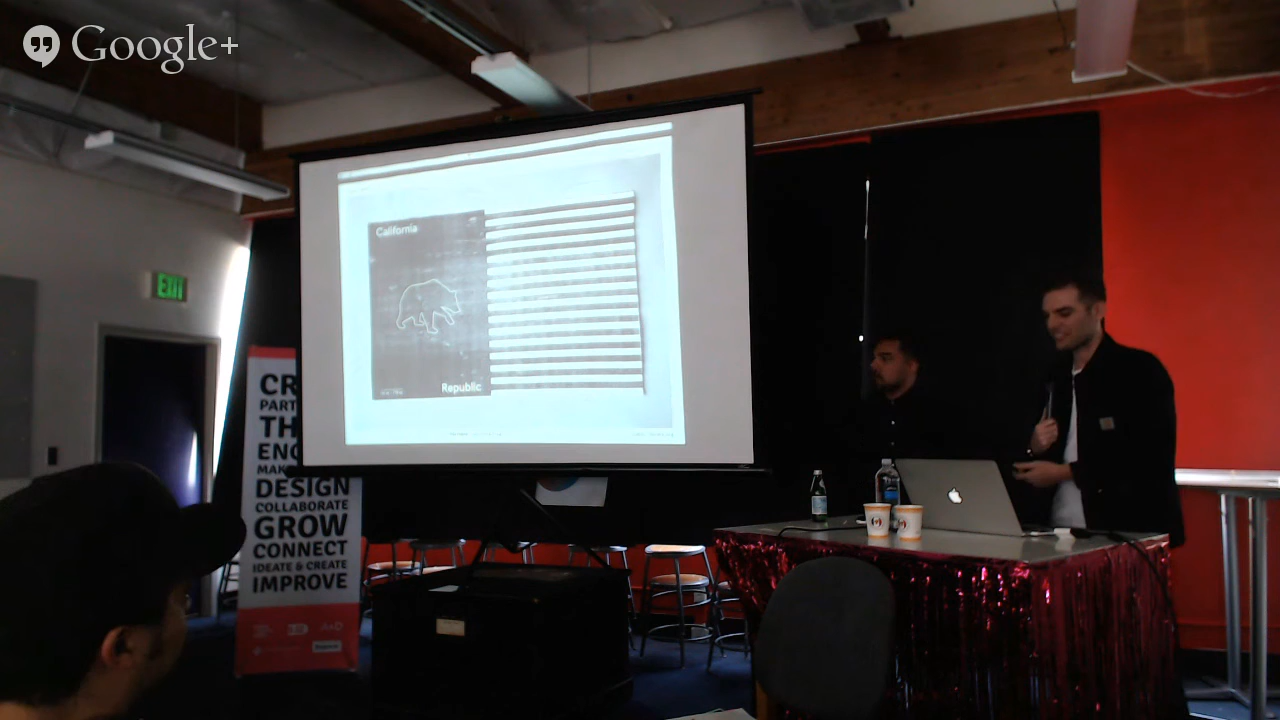 Google+
EXIT
California
Republic
CR
PART
TH
ENG
MAK
DESIGN
COLLABORATE
GROW
CONNECT
IDEATE & CREATE
IMPROVE